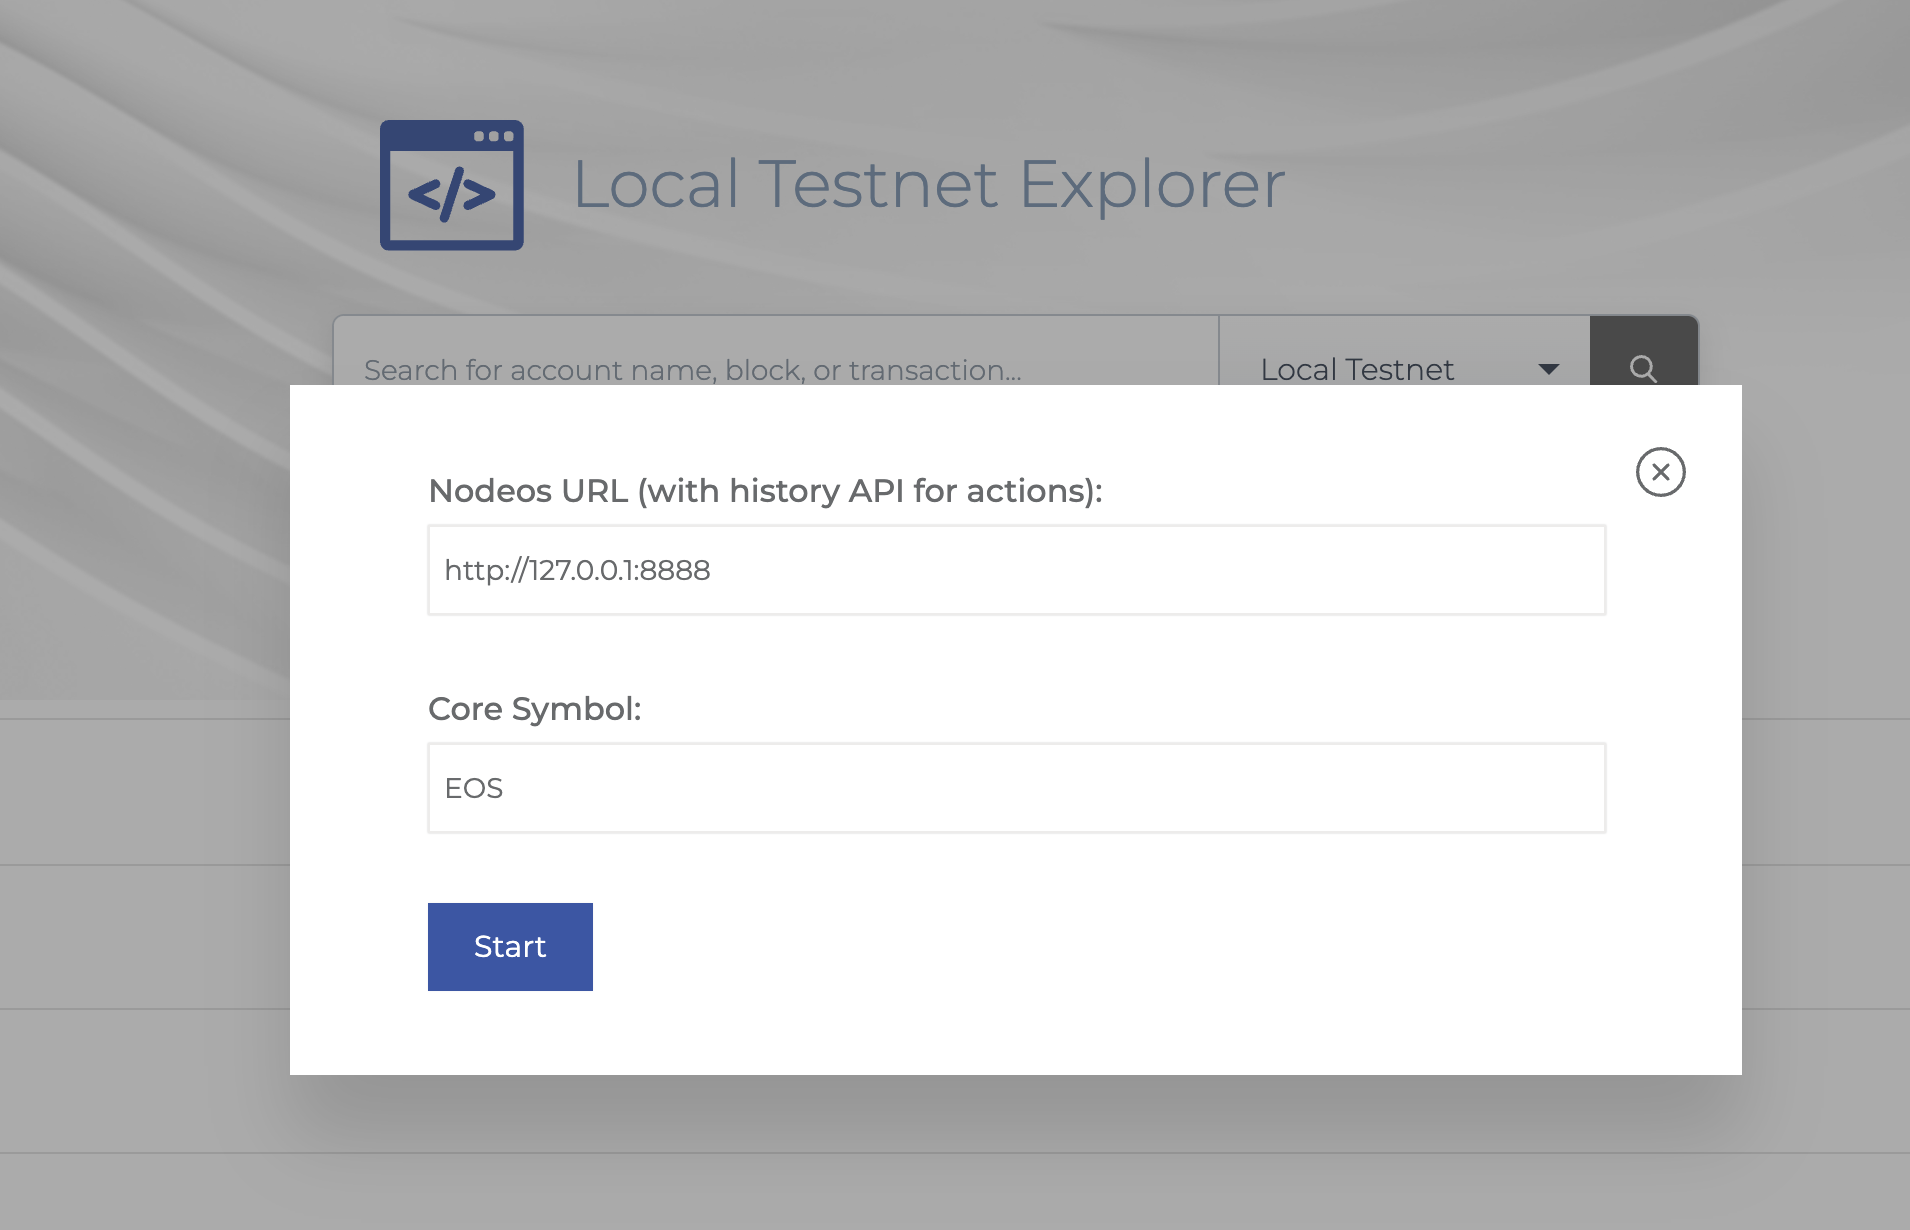 </>
Local Testnet Explorer
Search for account name, block, or transaction...
Local Testnet
Nodeos URL (with history API for actions):
http://127.0.0.1:8888
Core Symbol:
EOS
Start